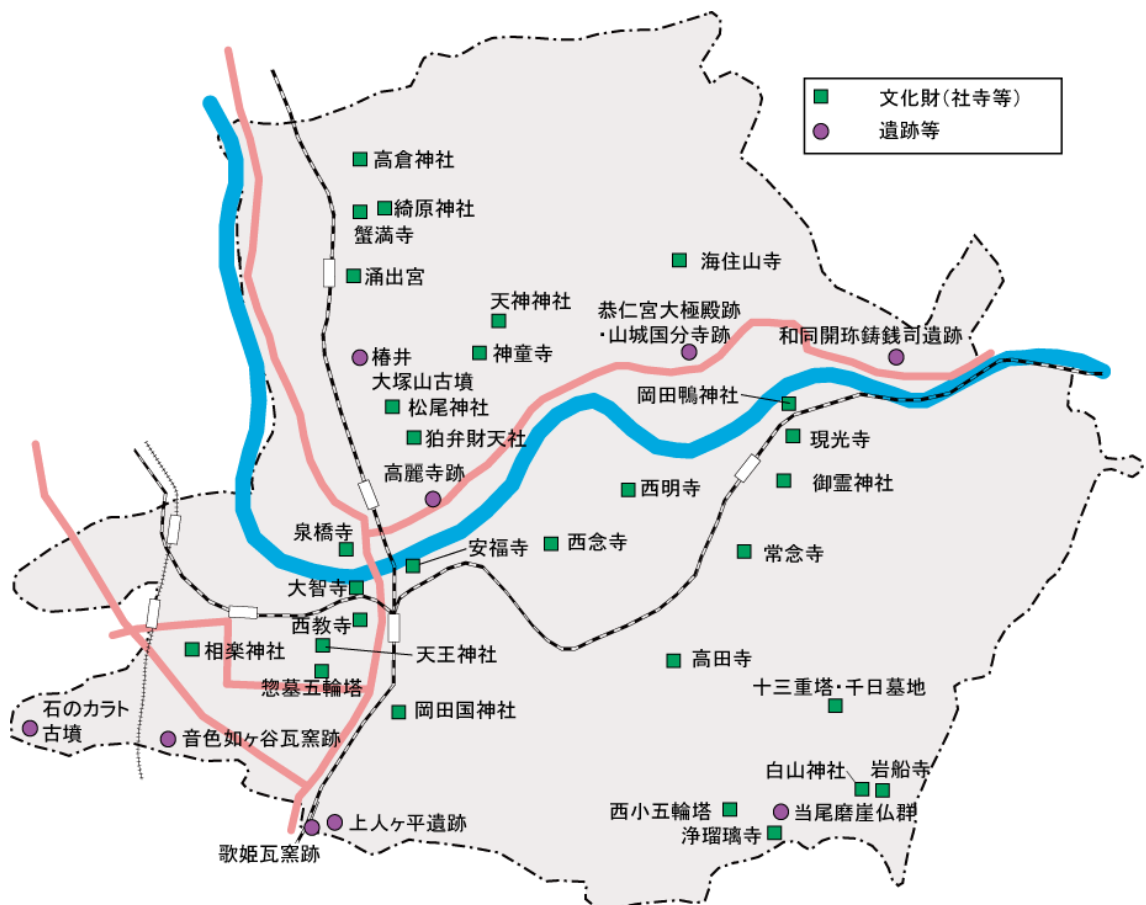 文化財(社寺等)
遺跡等
高倉神社
綺原神社
蟹満寺
海住山寺
涌出宮
天神神社
恭仁宮大極殿跡
・山城国分寺跡
和同開珎鋳銭司遺跡
椿井
大塚山古墳
神童寺
岡田鴨神社
松尾神社
狛弁財天社
現光寺
高麗寺跡
西明寺
御霊神社
泉橋寺
安福寺
西念寺
常念寺
大智寺
西教寺
相楽神社
天王神社
高田寺
惣墓五輪塔
十三重塔・千日墓地
石のカラト
古墳
岡田国神社
音色如ヶ谷瓦窯跡
白山神社
岩船寺
西小五輪塔
当尾磨崖仏群
上人ヶ平遺跡
浄瑠璃寺
歌姫瓦窯跡